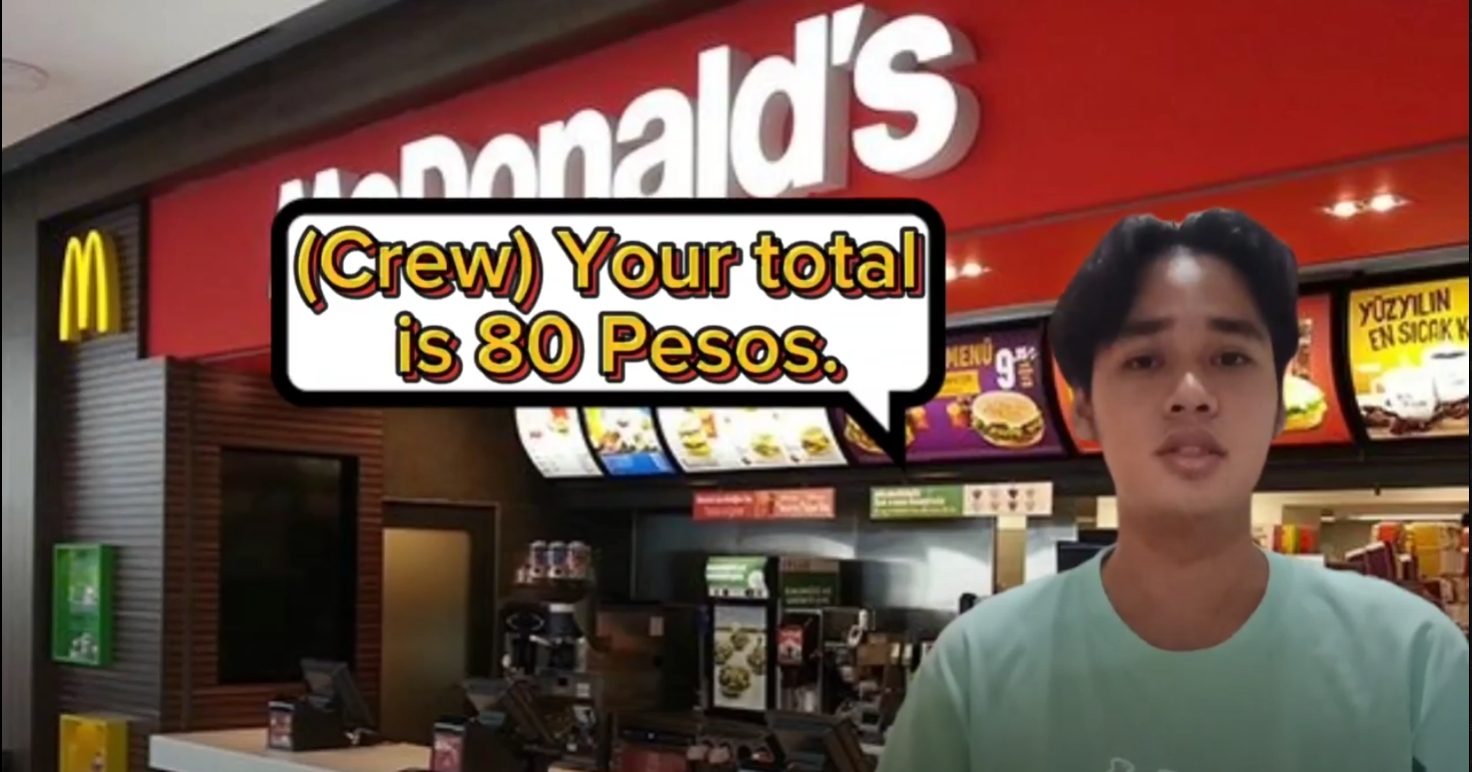 McDonald's
(Crew) Your total
is 80 Pesos.
MENÜ
9
YÜZYILIN
EN SICAK